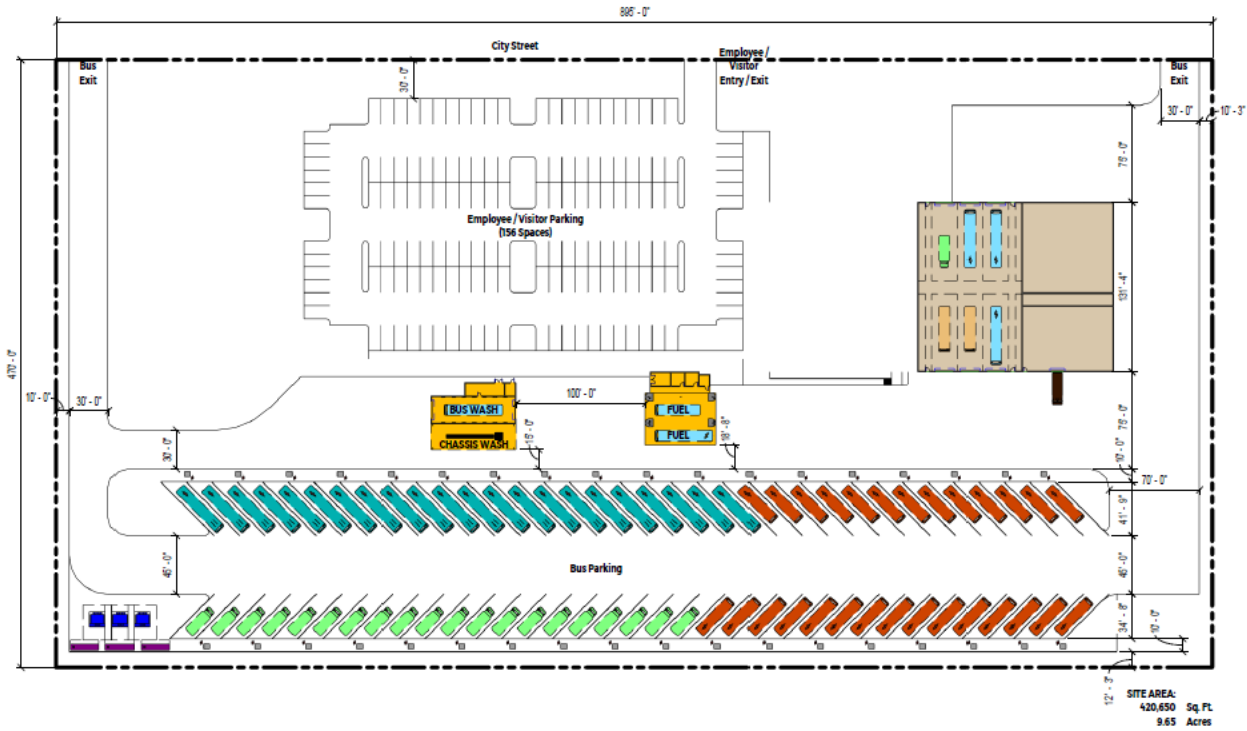 895' - 0"
City Street
Bus
Exit
Employee /
Visitor
Entry / Exit
Bus
Exit
30' - 0"
30' - 0"
10' - 3"
75' - 0"
Employee / Visitor Parking
(156 Spaces)
131' - 4"
470' - 0"
10' - 0"
30' - 0"
100' - 0"
BUS WASH
FUEL
FUEL
CHASSIS WASH
15' - 0"
18' - 8"
75' - 0"
30' - 0"
10' - 0"
70' - 0"
41' - 9"
45' - 0"
Bus Parking
45' - 0"
34' - 8"
10' - 0"
12' - 3"
SITE AREA:
420,650 Sq. Ft.
9.65 Acres